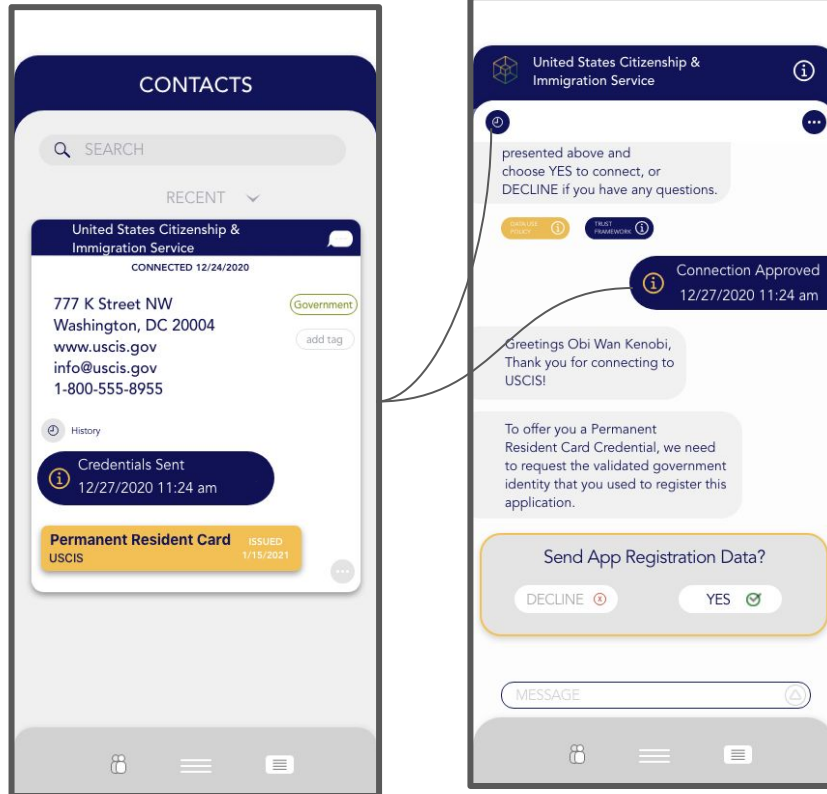 CONTACTS
SEARCH
RECENT
United States Citizenship &
Immigration Service
CONNECTED 12/24/2020
777 K Street NW
Washington, DC 20004
www.uscis.gov
info@uscis.gov
1-800-555-8955
Government
add tag
History
Credentials Sent
12/27/2020 11:24 am
Permanent Resident Card
USCIS
ISSUED
1/15/2021
United States Citizenship &
Immigration Service
presented above and
choose YES to connect, or
DECLINE if you have any questions.
DATA USE
POLICY
TRUST
FRAMEWORK
Connection Approved
12/27/2020 11:24 am
Greetings Obi Wan Kenobi,
Thank you for connecting to
USCIS!
To offer you a Permanent
Resident Card Credential, we need
to request the validated government
identity that you used to register this
application.
Send App Registration Data?
DECLINE
YES
MESSAGE